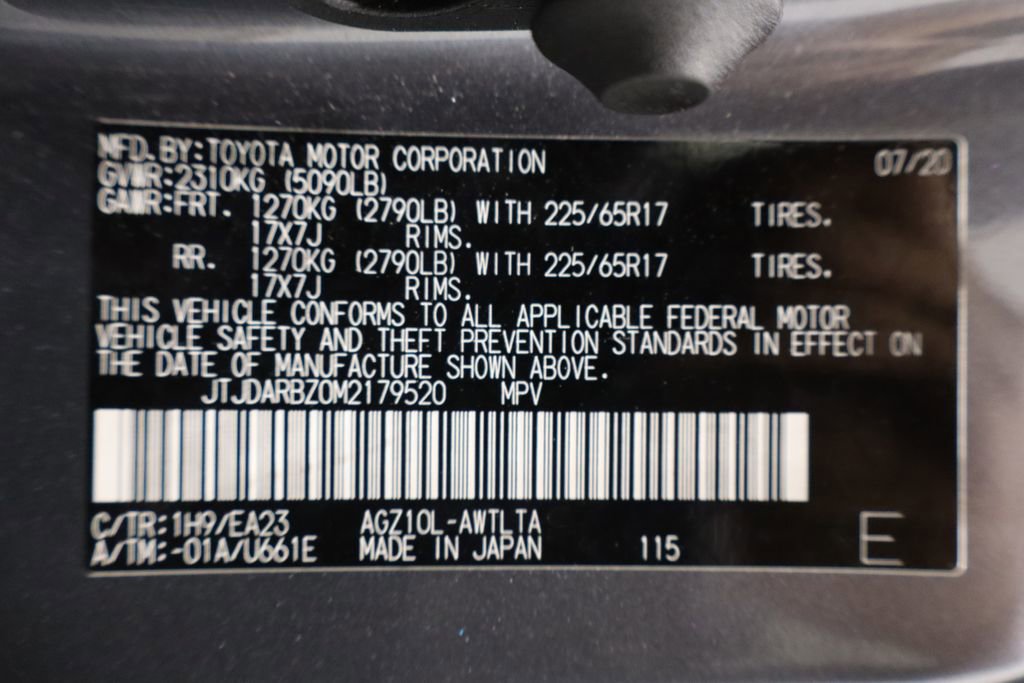 MFD.BY:TOYOTA MOTOR CORPORATION 07/20
GVWR:2310KG (5090LB)
GAWR:FRT. 1270KG (2790LB) WITH 225/65R17 TIRES.
17X7J RIMS.
RR. 1270KG (2790LB) WITH 225/65R17 TIRES.
17X7J RIMS.
THIS VEHICLE CONFORMS TO ALL APPLICABLE FEDERAL MOTOR
VEHICLE SAFETY AND THEFT PREVENTION STANDARDS IN EFFECT ON
THE DATE OF MANUFACTURE SHOWN ABOVE.
JTJDARBZ0M2179520 MPV
C/TR:1H9/EA23 AGZ10L-AWTLTA
A/TM:-01A/U661E MADE IN JAPAN 115 E